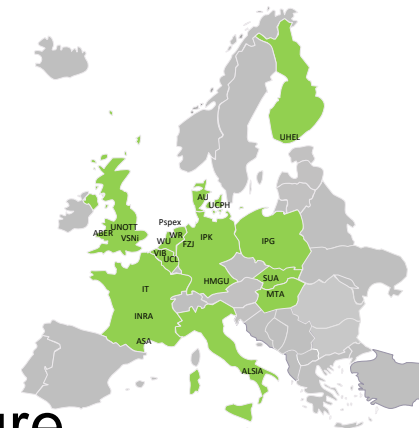 UHEL
AU
UCPH
Pspex
UNOTT
ABER
VSNi
WR
WU
FZJ
IPK
IPG
VIB
UCL
HMGU
SUA
IT
MTA
INRA
ASA
ALSIA